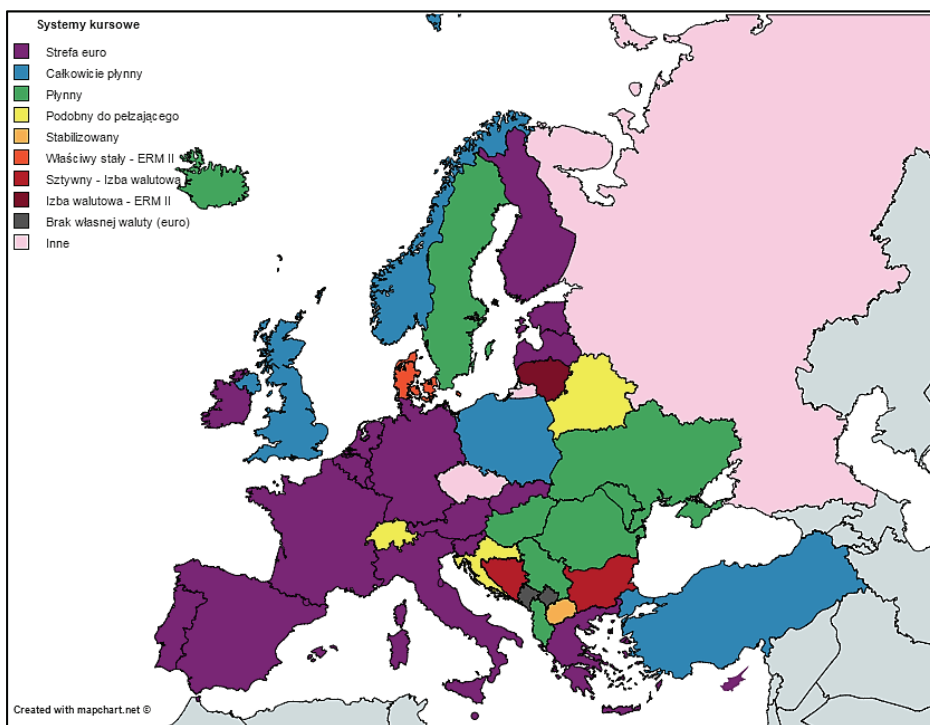 Systemy kursowe
Strefa euro
Całkowicie płynny
Płynny
Podobny do pełzającego
Stabilizowany
Właściwy stały - ERM II
Sztywny - Izba walutowa
Izba walutowa - ERM II
Brak własnej waluty (euro)
Inne
Created with mapchart.net ©